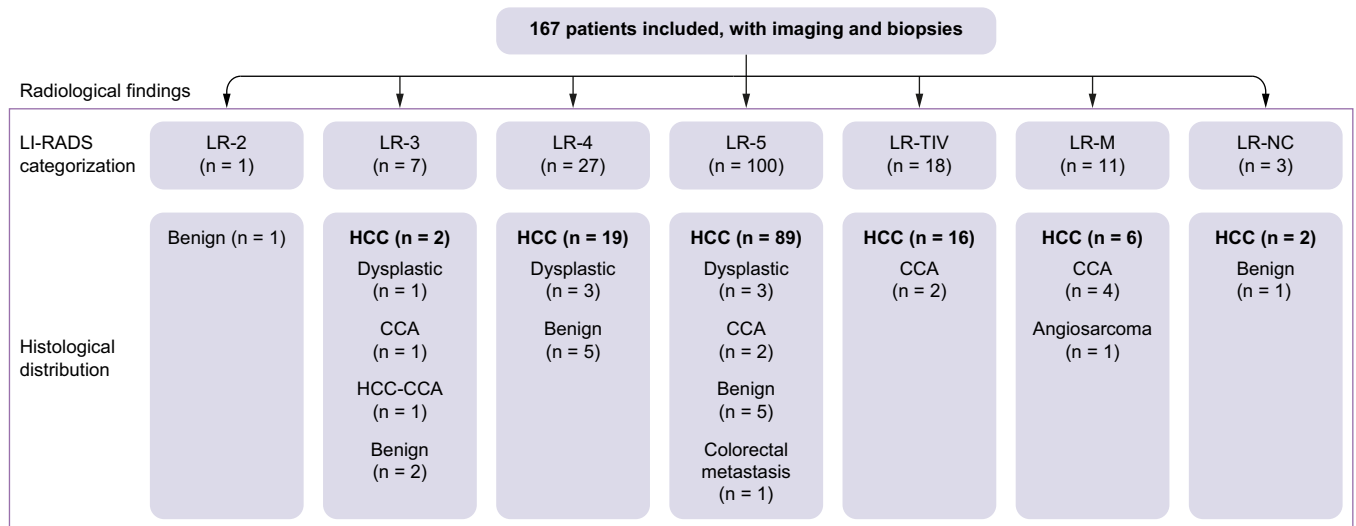 167 patients included, with imaging and biopsies
Radiological findings
LI-RADS
categorization
LR-2
(n = 1)
LR-3
(n = 7)
LR-4
(n = 27)
LR-5
(n = 100)
LR-TIV
(n = 18)
LR-M
(n = 11)
LR-NC
(n = 3)
Histological
distribution
Benign (n = 1)
HCC (n = 2)
Dysplastic
(n = 1)
CCA
(n = 1)
HCC-CCA
(n = 1)
Benign
(n = 2)
HCC (n = 19)
Dysplastic
(n = 3)
Benign
(n = 5)
HCC (n = 89)
Dysplastic
(n = 3)
CCA
(n = 2)
Benign
(n = 5)
Colorectal
metastasis
(n = 1)
HCC (n = 16)
CCA
(n = 2)
HCC (n = 6)
CCA
(n = 4)
Angiosarcoma
(n = 1)
HCC (n = 2)
Benign
(n = 1)